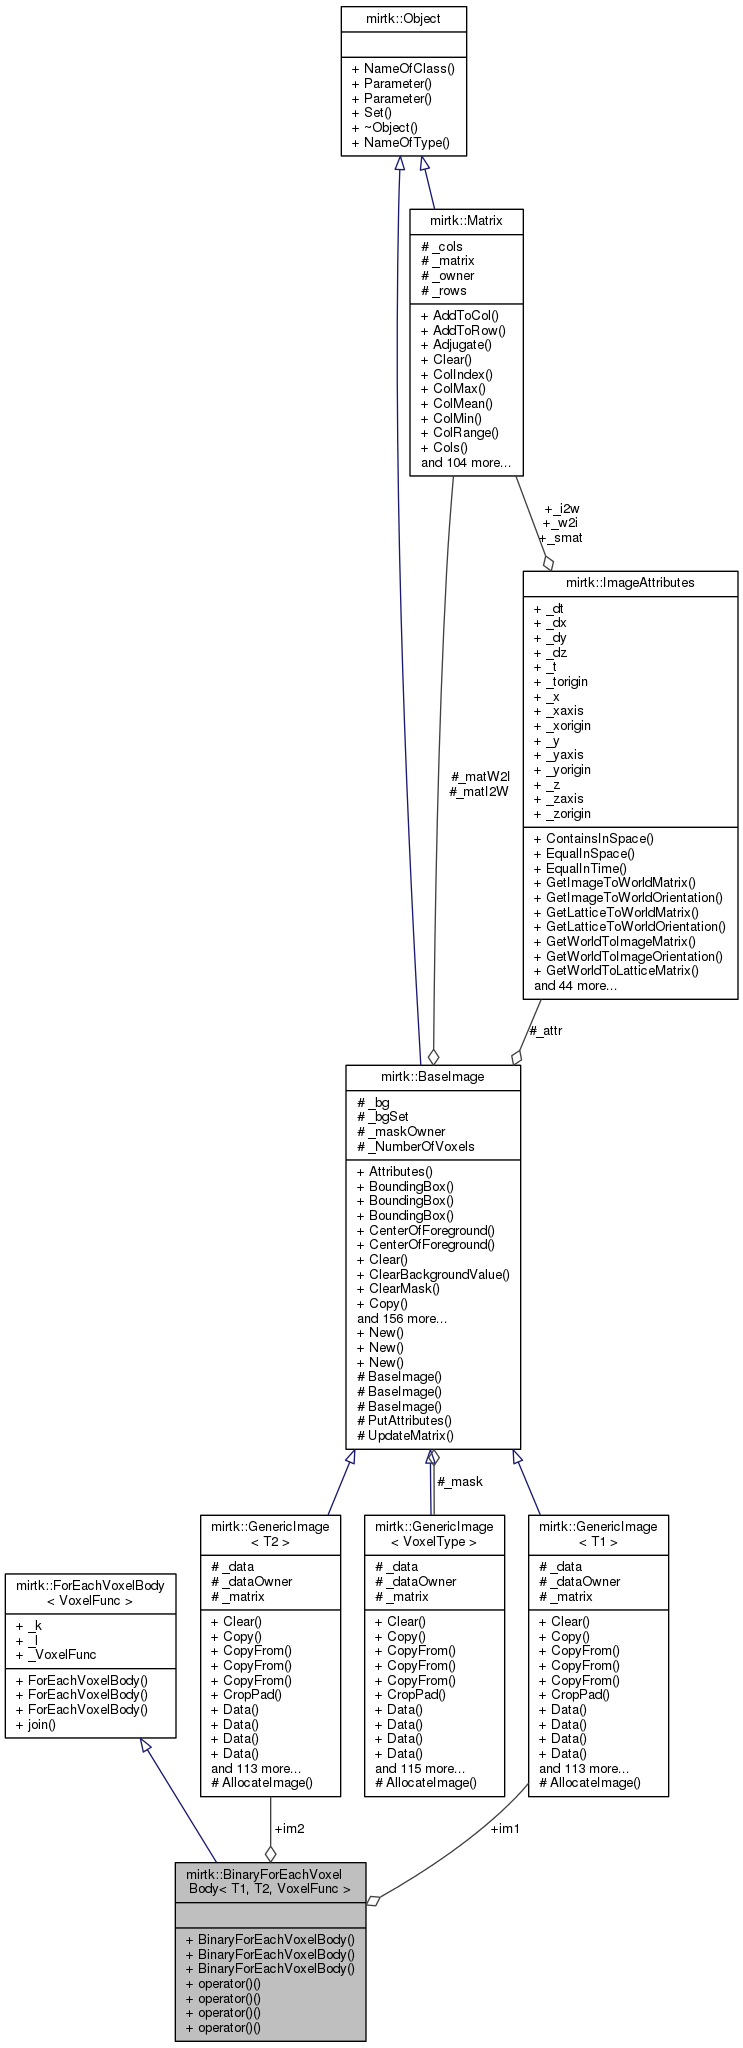 mirtk::Object
+ NameOfClass()
+ Parameter()
+ Parameter()
+ Set()
+ ~Object()
+ NameOfType()
mirtk::Matrix
# _cols
# _matrix
# _owner
# _rows
+ AddToCol()
+ AddToRow()
+ Adjugate()
+ Clear()
+ ColIndex()
+ ColMax()
+ ColMean()
+ ColMin()
+ ColRange()
+ Cols()
and 104 more...
+_i2w
+_w2i
+_smat
mirtk::ImageAttributes
+ _dt
+ _dx
+ _dy
+ _dz
+ _t
+ _torigin
+ _x
+ _xaxis
+ _xorigin
+ _y
+ _yaxis
+ _yorigin
+ _z
+ _zaxis
+ _zorigin
+ ContainsInSpace()
+ EqualInSpace()
+ EqualInTime()
+ GetImageToWorldMatrix()
+ GetImageToWorldOrientation()
+ GetLatticeToWorldMatrix()
+ GetLatticeToWorldOrientation()
+ GetWorldToImageMatrix()
+ GetWorldToImageOrientation()
+ GetWorldToLatticeMatrix()
and 44 more...
#_matW2I
#_matI2W
#_attr
mirtk::BaseImage
# _bg
# _bgSet
# _maskOwner
# _NumberOfVoxels
+ Attributes()
+ BoundingBox()
+ BoundingBox()
+ BoundingBox()
+ CenterOfForeground()
+ CenterOfForeground()
+ Clear()
+ ClearBackgroundValue()
+ ClearMask()
+ Copy()
and 156 more...
+ New()
+ New()
+ New()
# BaseImage()
# BaseImage()
# BaseImage()
# PutAttributes()
# UpdateMatrix()
#_mask
mirtk::GenericImage
< T2 >
# _data
# _dataOwner
# _matrix
+ Clear()
+ Copy()
+ CopyFrom()
+ CopyFrom()
+ CopyFrom()
+ CropPad()
+ Data()
+ Data()
+ Data()
+ Data()
and 113 more...
# AllocateImage()
mirtk::GenericImage
< VoxelType >
# _data
# _dataOwner
# _matrix
+ Clear()
+ Copy()
+ CopyFrom()
+ CopyFrom()
+ CopyFrom()
+ CropPad()
+ Data()
+ Data()
+ Data()
+ Data()
and 115 more...
# AllocateImage()
mirtk::GenericImage
< T1 >
# _data
# _dataOwner
# _matrix
+ Clear()
+ Copy()
+ CopyFrom()
+ CopyFrom()
+ CopyFrom()
+ CropPad()
+ Data()
+ Data()
+ Data()
+ Data()
and 113 more...
# AllocateImage()
mirtk::ForEachVoxelBody
< VoxelFunc >
+ _k
+ _l
+ _VoxelFunc
+ ForEachVoxelBody()
+ ForEachVoxelBody()
+ ForEachVoxelBody()
+ join()
+im2
+im1
mirtk::BinaryForEachVoxel
Body< T1, T2, VoxelFunc >
+ BinaryForEachVoxelBody()
+ BinaryForEachVoxelBody()
+ BinaryForEachVoxelBody()
+ operator()()
+ operator()()
+ operator()()
+ operator()()